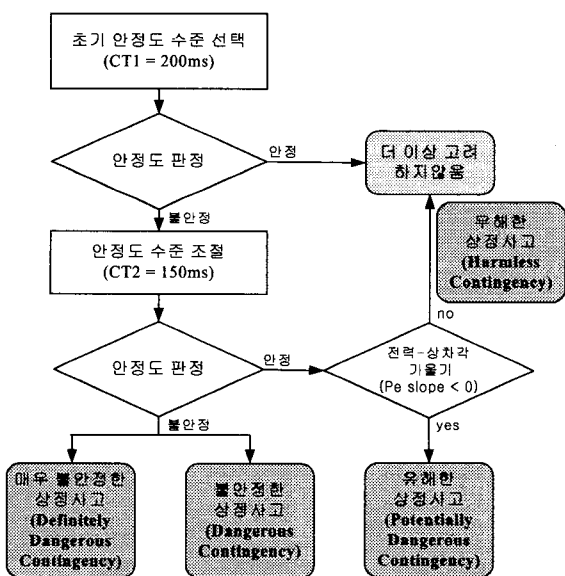 초기 안정도 수준 선택
(CT1 = 200ms)
안정도 판정
안정
더 이상 고려
하지않음
불안정
무해한
상정사고
(Harmless
Contingency)
안정도 수준 조절
(CT2 = 150ms)
no
안정도 판정
안정
전력-상차각
기울기
(Pe slope < 0)
불안정
yes
매우 불안정한
상정사고
(Definitely
Dangerous
Contingency)
불안정한
상정사고
(Dangerous
Contingency)
유해한
상정사고
(Potentially
Dangerous
Contingency)